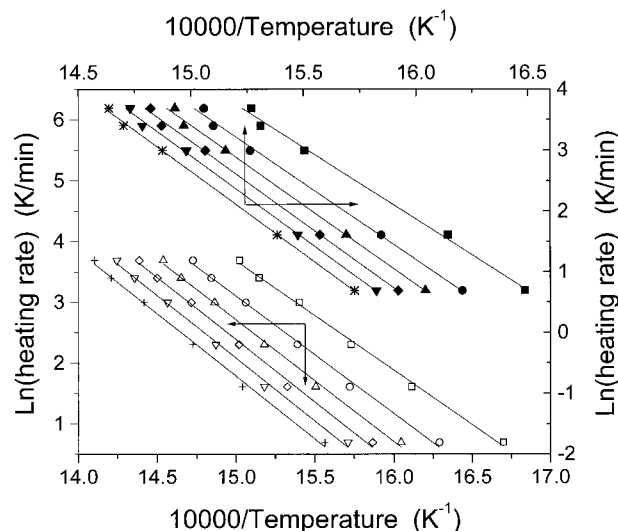 10000/Temperature (K-1)
14.5 15.0 15.5 16.0 16.5
6 5 4 3 2 1
Ln(heating rate) (K/min)
4 3 2 1 0 -1 -2
Ln(heating rate) (K/min)
14.0 14.5 15.0 15.5 16.0 16.5 17.0
10000/Temperature (K-1)